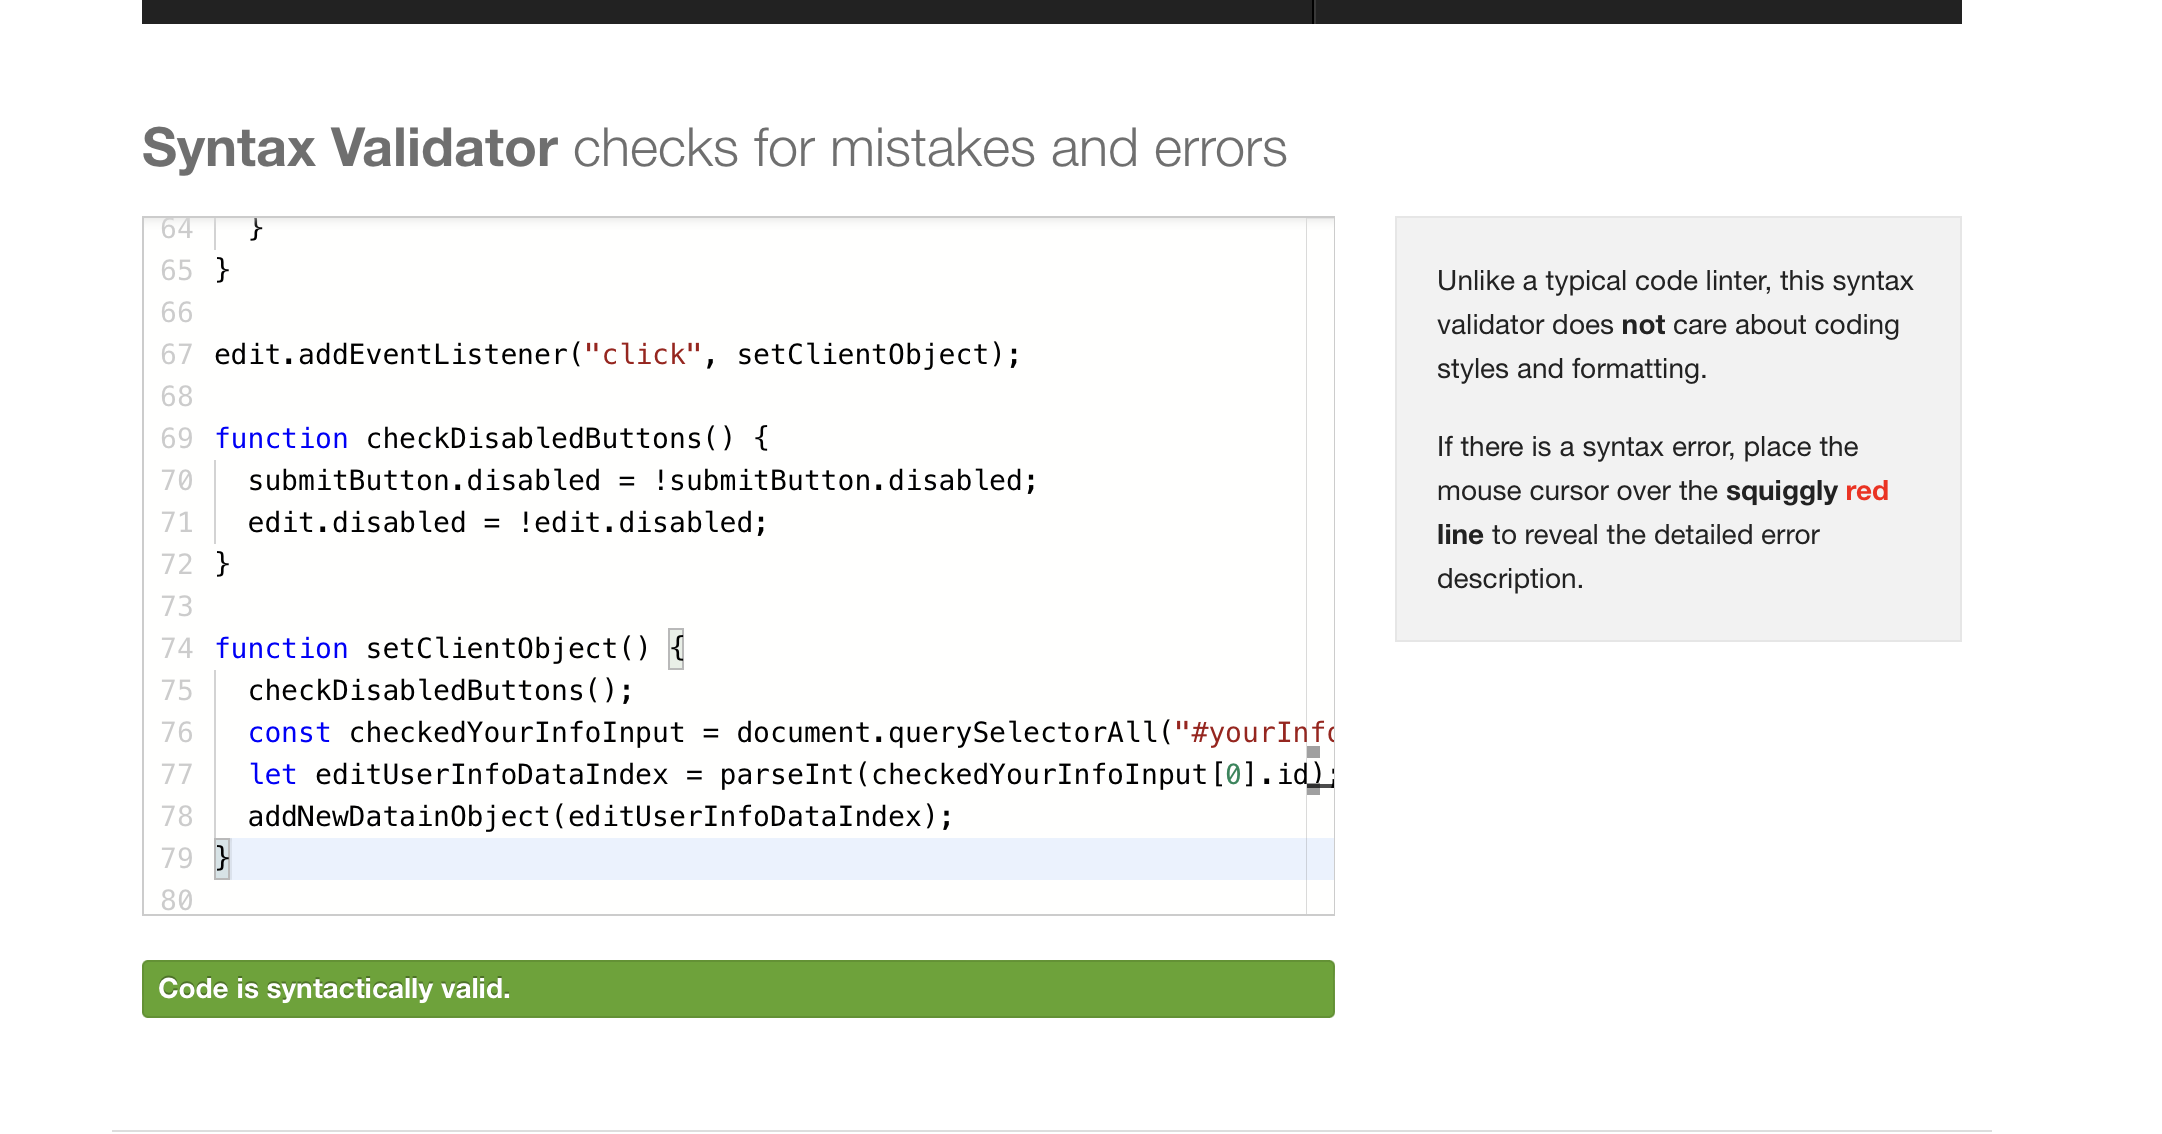 Syntax Validator checks for mistakes and errors
64 }
65 }
66
67 edit.addEventListener("click", setClientObject);
68
69 function checkDisabledButtons() {
70 submitButton.disabled = !submitButton.disabled;
71 edit.disabled = !edit.disabled;
72 }
73
74 function setClientObject() {
75 checkDisabledButtons();
76 const checkedYourInfoInput = document.querySelectorAll("#yourInfo
77 let editUserInfoDataIndex = parseInt(checkedYourInfoInput[0].id);
78 addNewDatainObject(editUserInfoDataIndex);
79 }
80
Code is syntactically valid.
Unlike a typical code linter, this syntax
validator does not care about coding
styles and formatting.
If there is a syntax error, place the
mouse cursor over the squiggly red
line to reveal the detailed error
description.